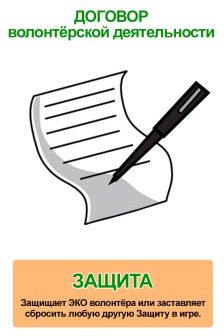 ДОГОВОР
волонтёрской деятельности
ЗАЩИТА
Защищает ЭКО волонтёра или заставляет
сбросить любую другую Защиту в игре.